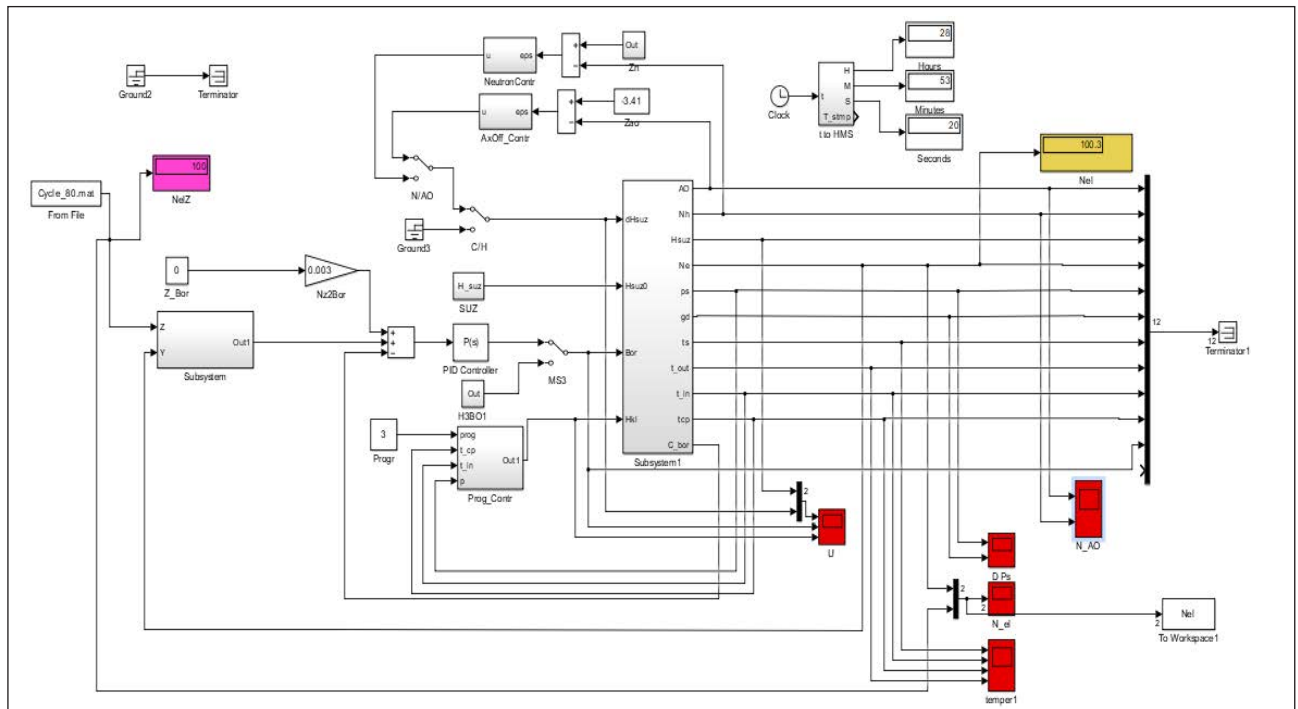 u
eps
NeutronContr
+
−
Out
Zn
28
Hours
Ground2
Terminator
u
eps
AxOff_Contr
+
−
-3.41
Zao
Clock
t
H
M
S
T_stmp
t to HMS
53
Minutes
20
Seconds
100
NelZ
100.3
Nel
Cycle_80.mat
From File
N/AO
Ground3
C/H
0
Z_Bor
0.003
Nz2Bor
H_suz
SUZ
Z
Y
Out1
Subsystem
+
+
−
P(s)
PID Controller
MS3
Out
H3BO1
3
Progr
prog
t_cp
t_in
p
Out1
Prog_Contr
dHsuz
Hsuz0
Bor
Hkl
AO
Nh
Hsuz
Ne
ps
gd
ts
t_out
t_in
tcp
C_bor
Subsystem1
12
12
Terminator1
2
U
N_AO
D Ps
2
2
N_el
Nel
2
To Workspace1
temper1